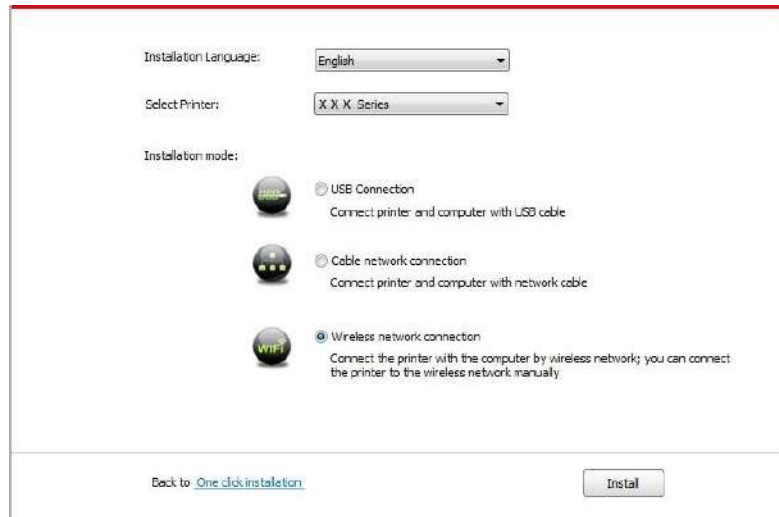 Installation Language:
English
Select Printer:
X X X Series
Installation mode:
USB Connection
Connect printer and computer with USB cable
Cable network connection
Connect printer and computer with network cable
WiFi
Wireless network connection
Connect the printer with the computer by wireless network; you can connect
the printer to the wireless network manually
Back to One click installation
Install